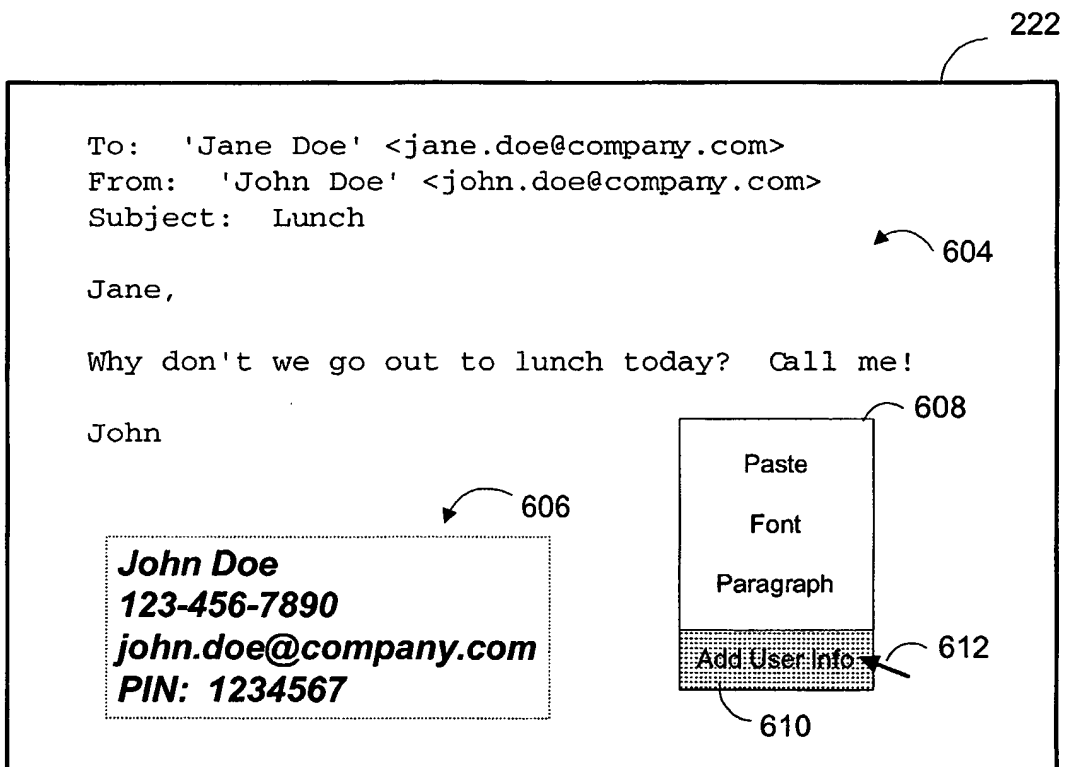 222
To:  'Jane Doe' <jane.doe@company.com>
From:  'John Doe' <john.doe@company.com>
Subject:  Lunch
604
Jane,
Why don't we go out to lunch today?  Call me!
608
John
Paste
606
Font
John Doe
Paragraph
123-456-7890
john.doe@company.com
Add User Info
612
PIN:  1234567
610